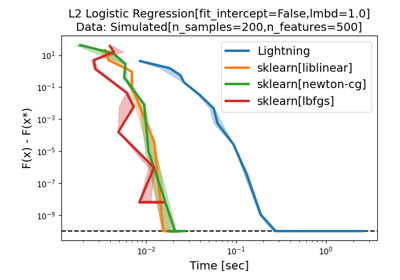 L2 Logistic Regression[fit_intercept=False,lmbd=1.0]
Data: Simulated[n_samples=200,n_features=500]
Lightning
sklearn[liblinear]
sklearn[newton-cg]
sklearn[lbfgs]
F(x) - F(x*)
10¹
10⁻¹
10⁻³
10⁻⁵
10⁻⁷
10⁻⁹
10⁻²
10⁻¹
10⁰
Time [sec]